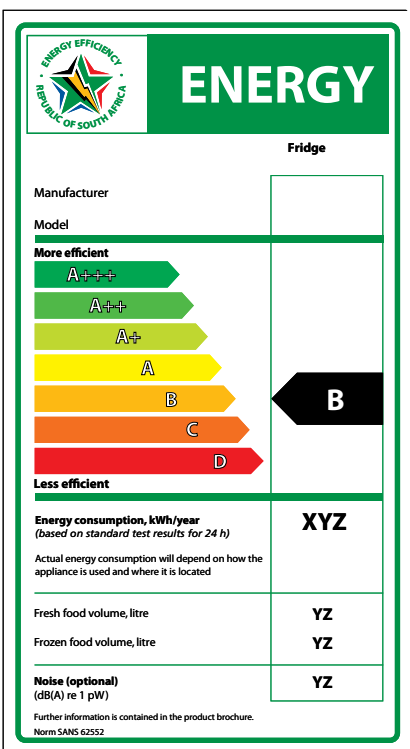 ENERGY EFFICIENCY
REPUBLIC OF SOUTH AFRICA
ENERGY
Fridge
Manufacturer
Model
More efficient
A+++
A++
A+
A
B
B
C
D
Less efficient
Energy consumption, kWh/year
XYZ
(based on standard test results for 24 h)
Actual energy consumption will depend on how the
appliance is used and where it is located
Fresh food volume, litre
YZ
Frozen food volume, litre
YZ
Noise (optional)
YZ
(dB(A) re 1 pW)
Further information is contained in the product brochure.
Norm SANS 62552